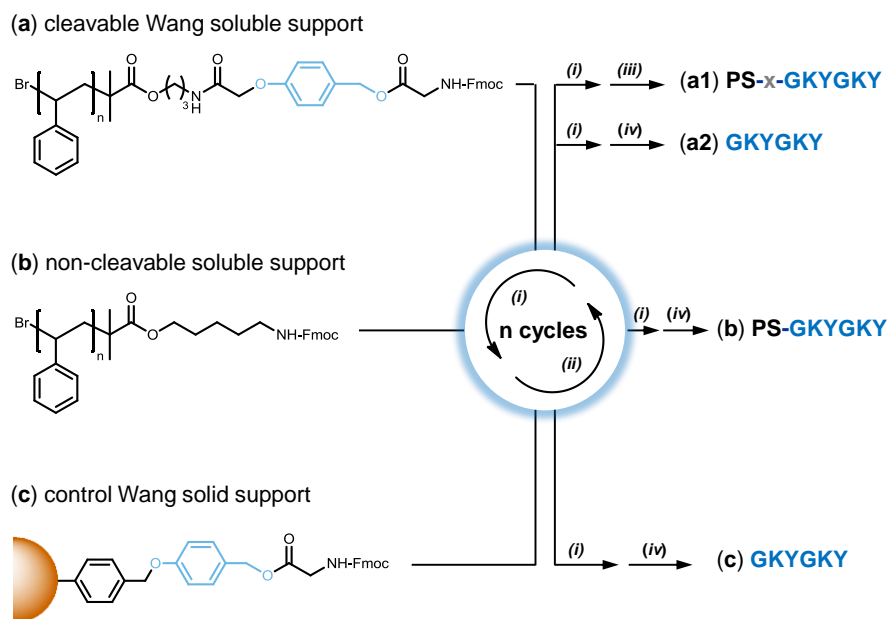 (a) cleavable Wang soluble support
Br n O O 3 N H O O O O NH-Fmoc
(i) (iii) (a1) PS-x-GKYGKY
(i) (iv) (a2) GKYGKY
(b) non-cleavable soluble support
Br n O O NH-Fmoc
(i) n cycles (ii)
(i) (iv) (b) PS-GKYGKY
(c) control Wang solid support
O O O NH-Fmoc
(i) (iv) (c) GKYGKY